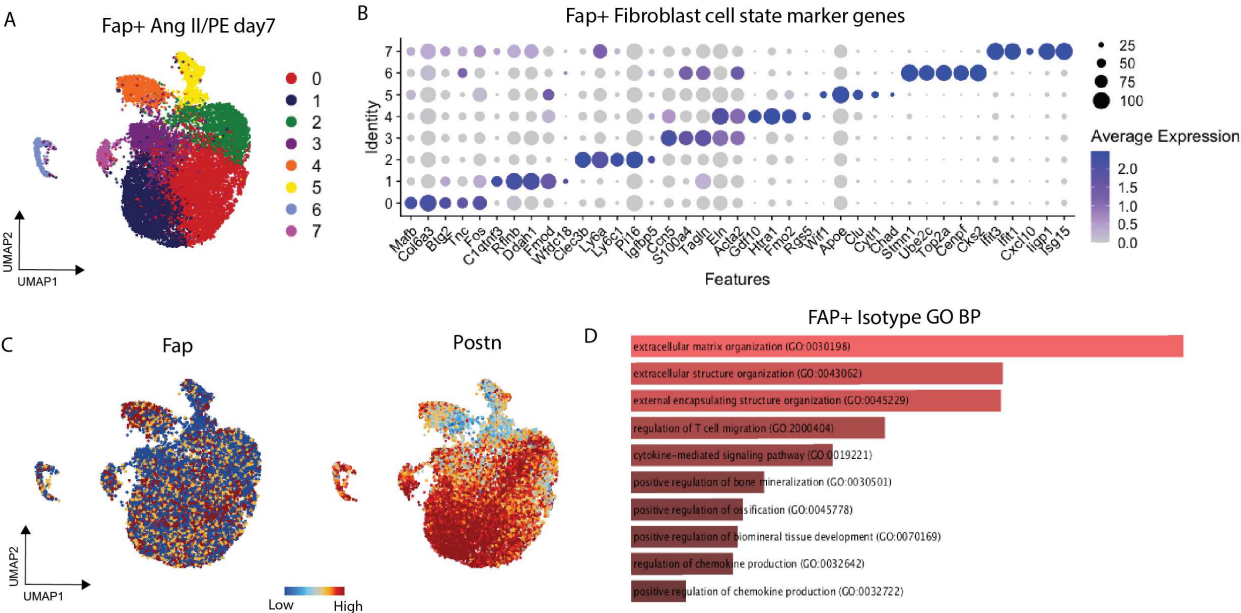 A
Fap+ Ang II/PE day7
0
1
2
3
4
5
6
7
UMAP2
UMAP1
B
Fap+ Fibroblast cell state marker genes
Identity
7
6
5
4
3
2
1
0
Mafb Col6a3 Btg2 Tnc Fos C1qtnf3 Rflnb Ddah1 Fmod Wfdc18 Clec3b Ly6a Ly6c1 Pi16 Igfbp5 Ccn5 S100a4 Tagln Eln Acta2 Gdf10 Htra1 Fmo2 Rgs5 Wif1 Apoe Clu Cytl1 Chad Stmn1 Ube2c Top2a Cenpf Cks2 Ifit3 Ifit1 Cxcl10 Iigp1 Isg15
Features
25
50
75
100
Average Expression
2.0
1.5
1.0
0.5
0.0
C
Fap
Postn
UMAP2
UMAP1
Low High
D
FAP+ Isotype GO BP
extracellular matrix organization (GO:0030198)
extracellular structure organization (GO:0043062)
external encapsulating structure organization (GO:0045229)
regulation of T cell migration (GO:2000404)
cytokine-mediated signaling pathway (GO:0019221)
positive regulation of bone mineralization (GO:0030501)
positive regulation of ossification (GO:0045778)
positive regulation of biomineral tissue development (GO:0070169)
regulation of chemokine production (GO:0032642)
positive regulation of chemokine production (GO:0032722)